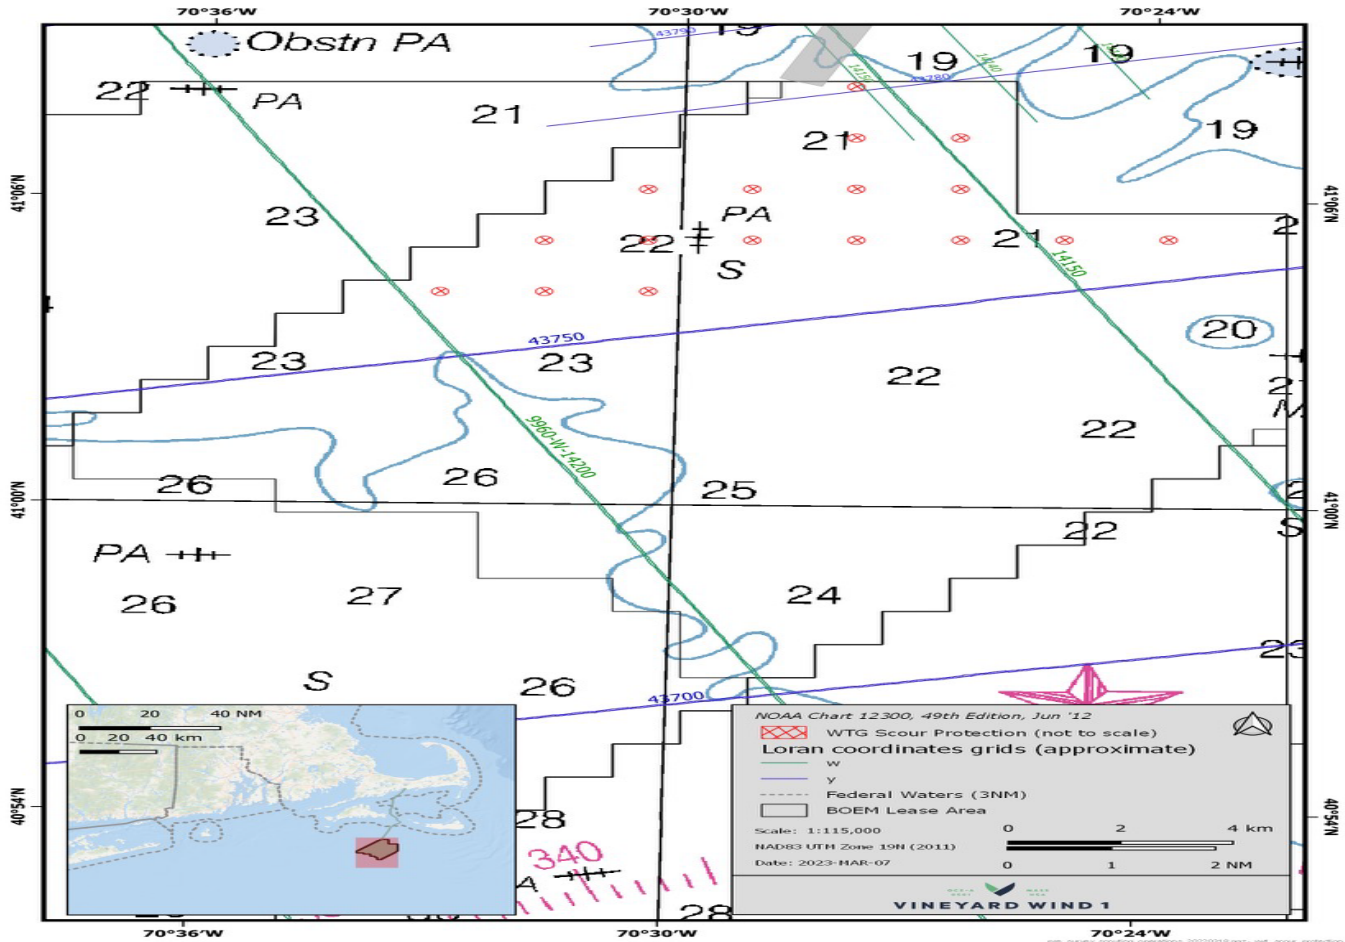 70°36'W 70°30'W 70°24'W
Obstn PA
43790
19
19
19
22
PA
21
14140
43780
21
19
41°06'N
41°06'N
23
PA
22
21
S
14150
43750
20
23
23
22
22
9960-W-14200
26
26
25
41°00'N
41°00'N
22
S
PA
26
27
24
S
26
43700
0 20 40 NM
0 20 40 km
NOAA Chart 12300, 49th Edition, Jun '12
WTG Scour Protection (not to scale)
Loran coordinates grids (approximate)
w
y
Federal Waters (3NM)
BOEM Lease Area
Scale: 1:115,000
NAD83 UTM Zone 19N (2011)
Date: 2023-MAR-07
0 2 4 km
0 1 2 NM
VINEYARD WIND 1
40°54'N
40°54'N
28
340
A
28
70°36'W 70°30'W 70°24'W